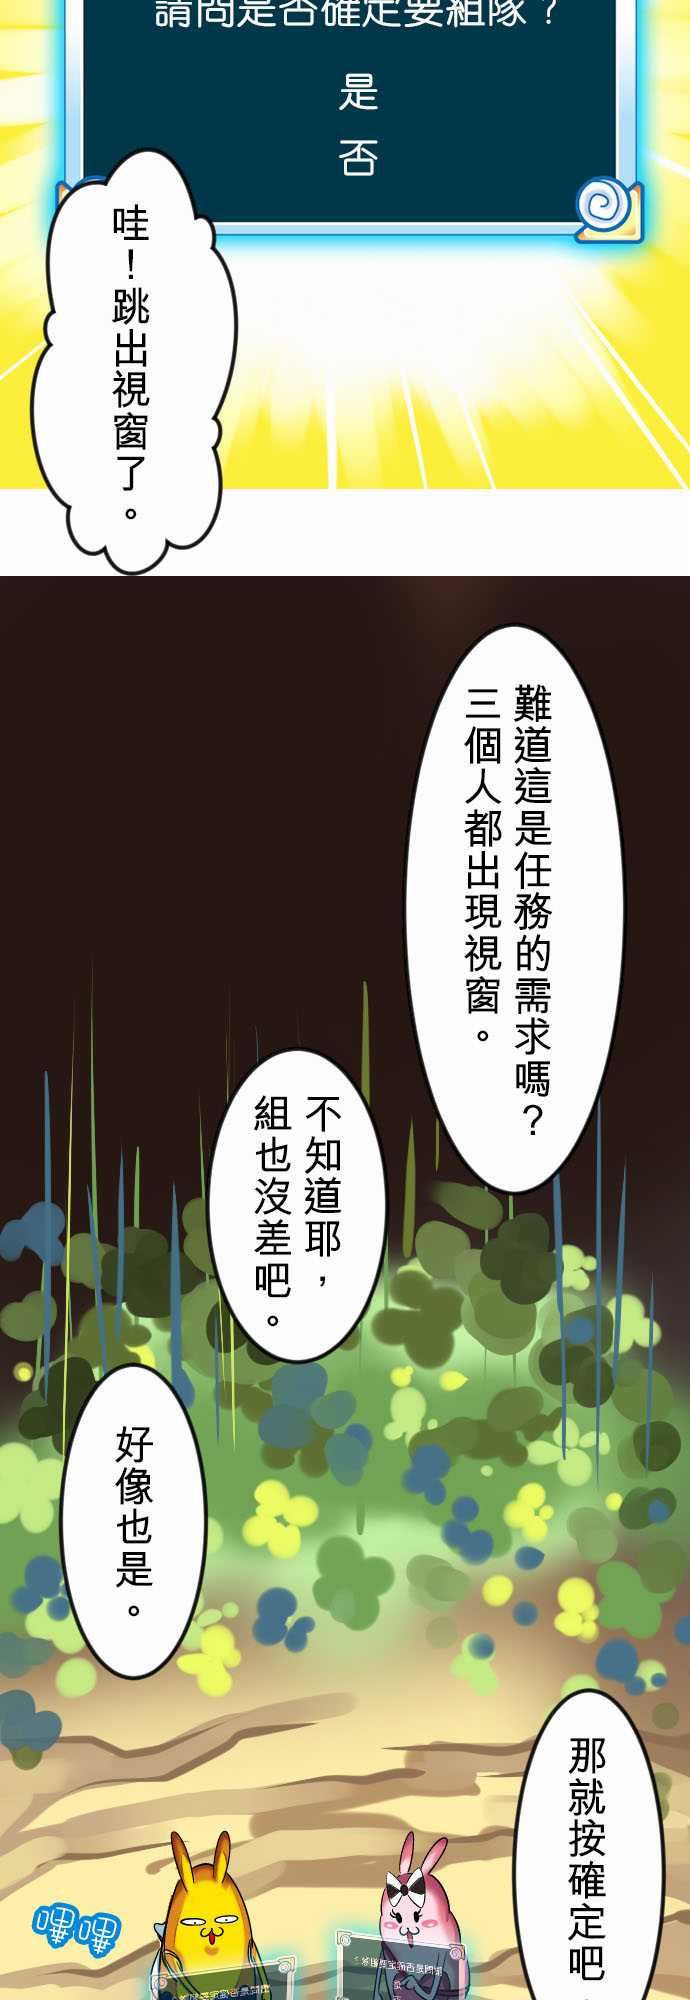 請問是否確定要組隊？
是
否
哇！跳出視窗了。
難道這是任務的需求嗎？
三個人都出現視窗。
不知道耶，
組也沒差吧。
好像也是。
那就按確定吧
嗶嗶